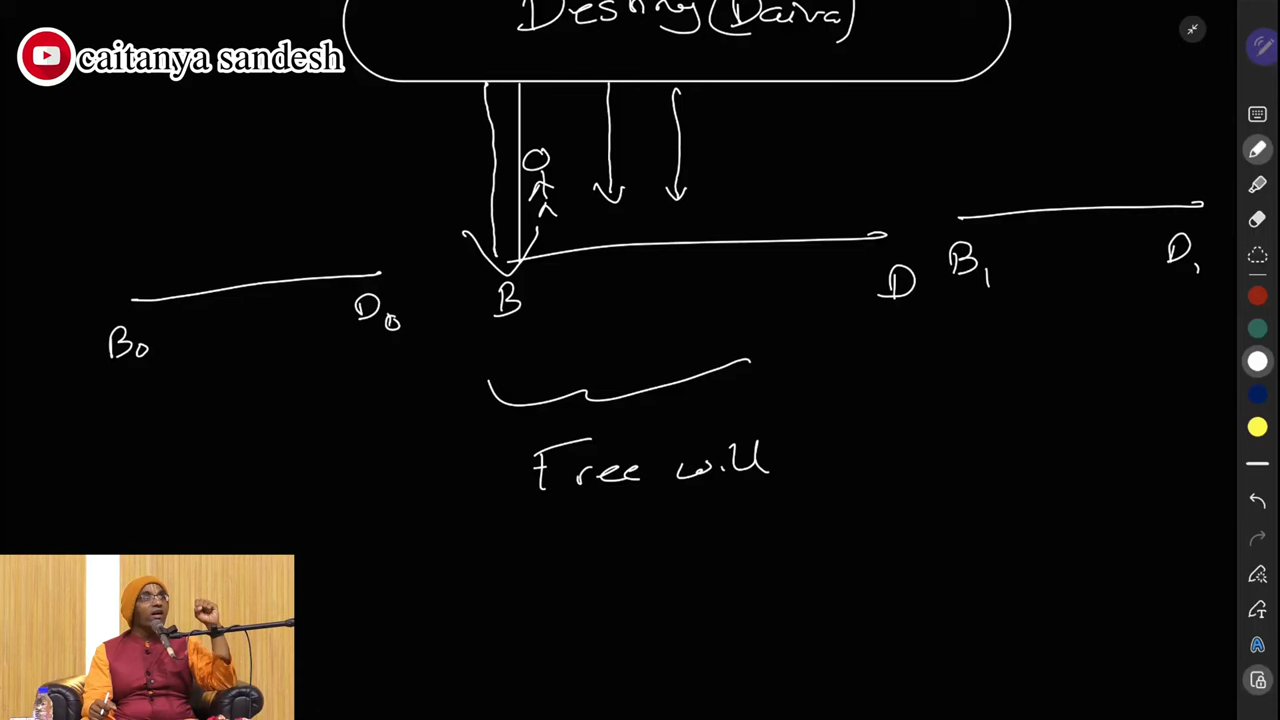 Destiny (Daiva)
caitanya sandesh
B₁
D₁
D
B
D₀
B₀
Free will